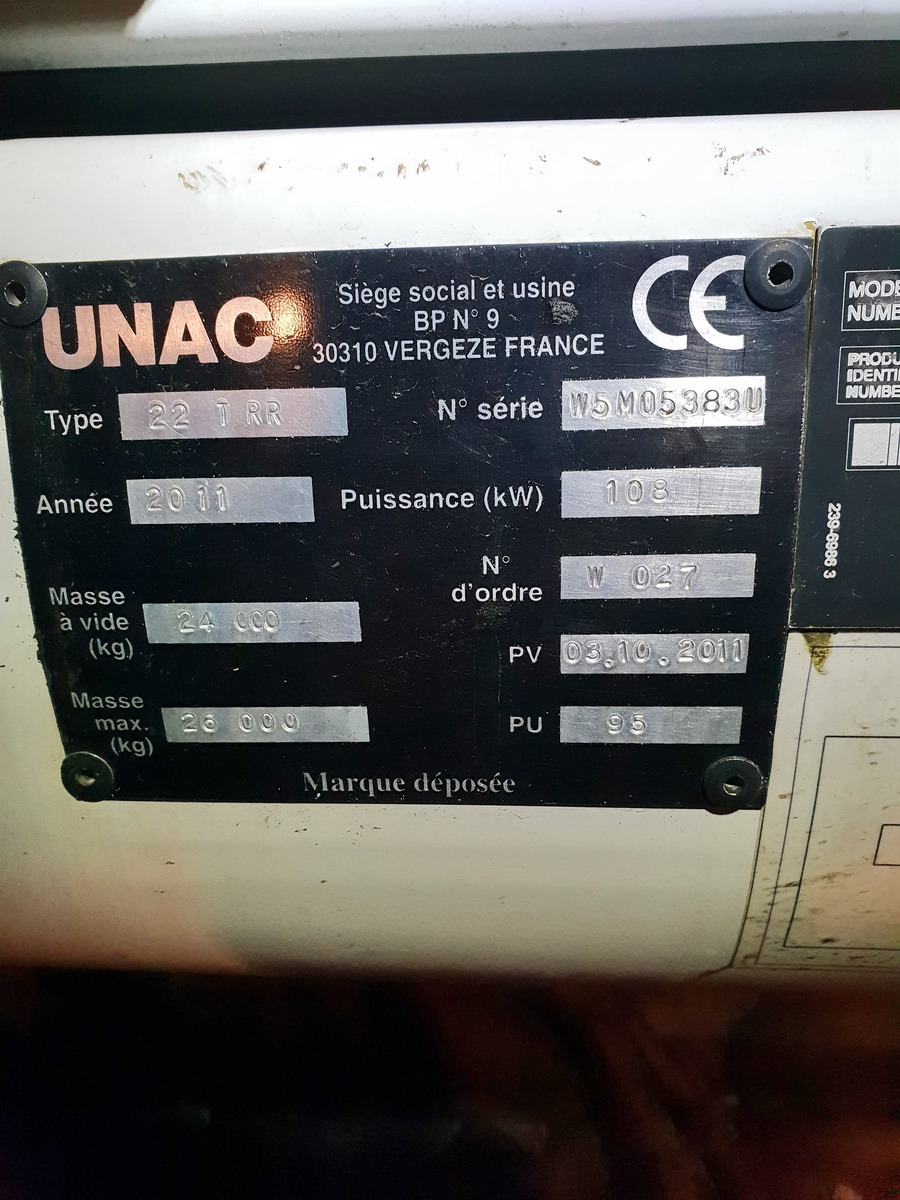 UNAC
Siège social et usine
BP N° 9
30310 VERGEZE FRANCE
CE
Type 22 T RR
N° série W5M05383U
Année 2011
Puissance (kW) 108
N° d'ordre W 027
Masse à vide (kg) 24 000
PV 03.10.2011
Masse max. (kg) 26 000
PU 95
Marque déposée
MODE
NUMBE
PRODU
IDENTI
NUMBE
239-6986 3